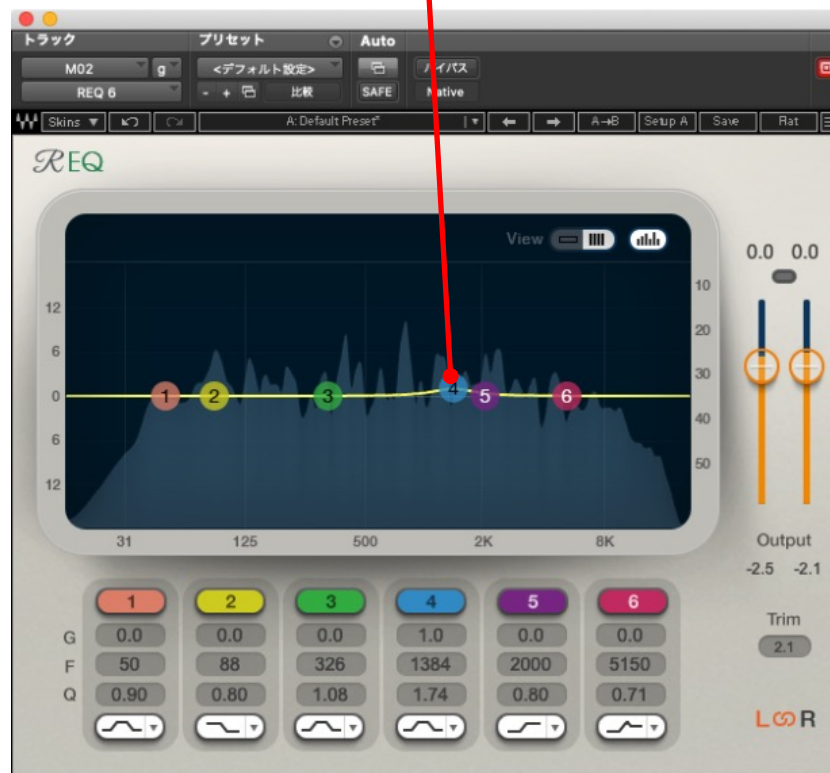 トラック プリセット Auto
M02 g <デフォルト設定> バイパス
REQ 6 - + 比較 SAFE Native
Skins A: Default Preset* A→B Setup A Save Flat
REQ
View
0.0 0.0
12 6 0 6 12
10 20 30 40 50
1 2 3 4 5 6
31 125 500 2K 8K
Output
-2.5 -2.1
1 2 3 4 5 6
G 0.0 0.0 0.0 1.0 0.0 0.0
F 50 88 326 1384 2000 5150
Q 0.90 0.80 1.08 1.74 0.80 0.71
Trim
2.1
L R